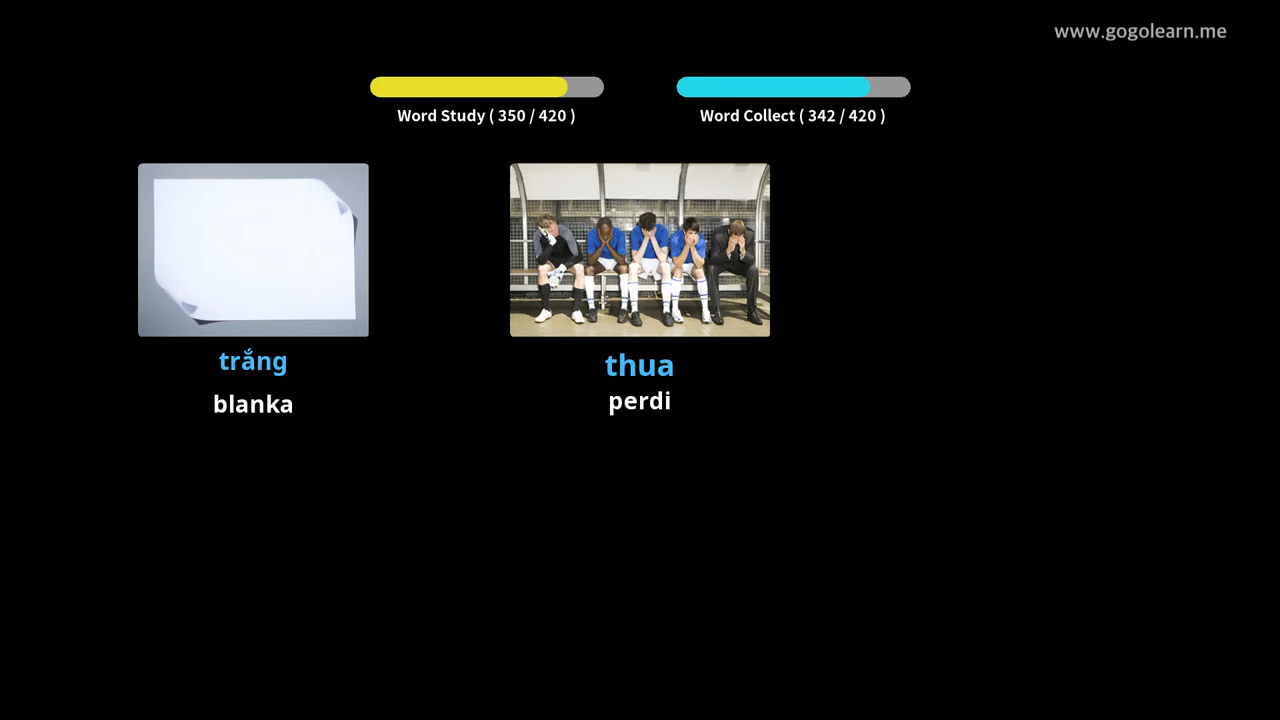 www.gogolearn.me
Word Study ( 350 / 420 )
Word Collect ( 342 / 420 )
trắng
blanka
thua
perdi